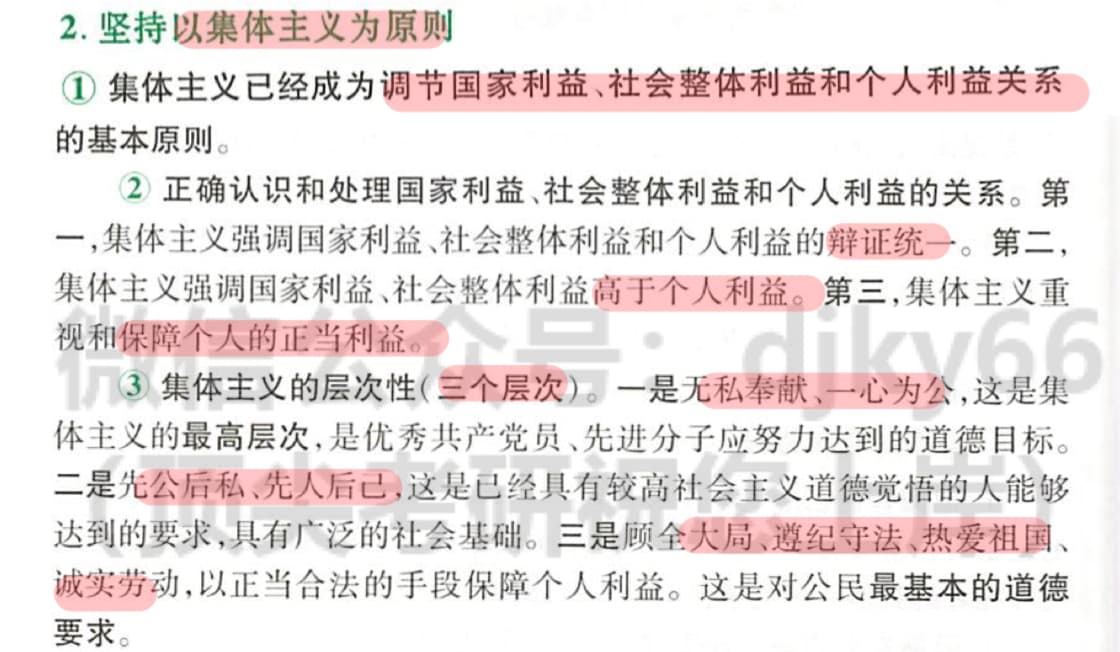 2. 坚持以集体主义为原则
① 集体主义已经成为调节国家利益、社会整体利益和个人利益关系
的基本原则。
② 正确认识和处理国家利益、社会整体利益和个人利益的关系。第
一,集体主义强调国家利益、社会整体利益和个人利益的辩证统一。第二,
集体主义强调国家利益、社会整体利益高于个人利益。第三,集体主义重
视和保障个人的正当利益。
微信公众号:djky66
③ 集体主义的层次性(三个层次)。一是无私奉献、一心为公,这是集
体主义的最高层次,是优秀共产党员、先进分子应努力达到的道德目标。
二是先公后私、先人后己,这是已经具有较高社会主义道德觉悟的人能够
(顶尖考研祝您上岸)
达到的要求,具有广泛的社会基础。三是顾全大局、遵纪守法、热爱祖国、
诚实劳动,以正当合法的手段保障个人利益。这是对公民最基本的道德
要求。